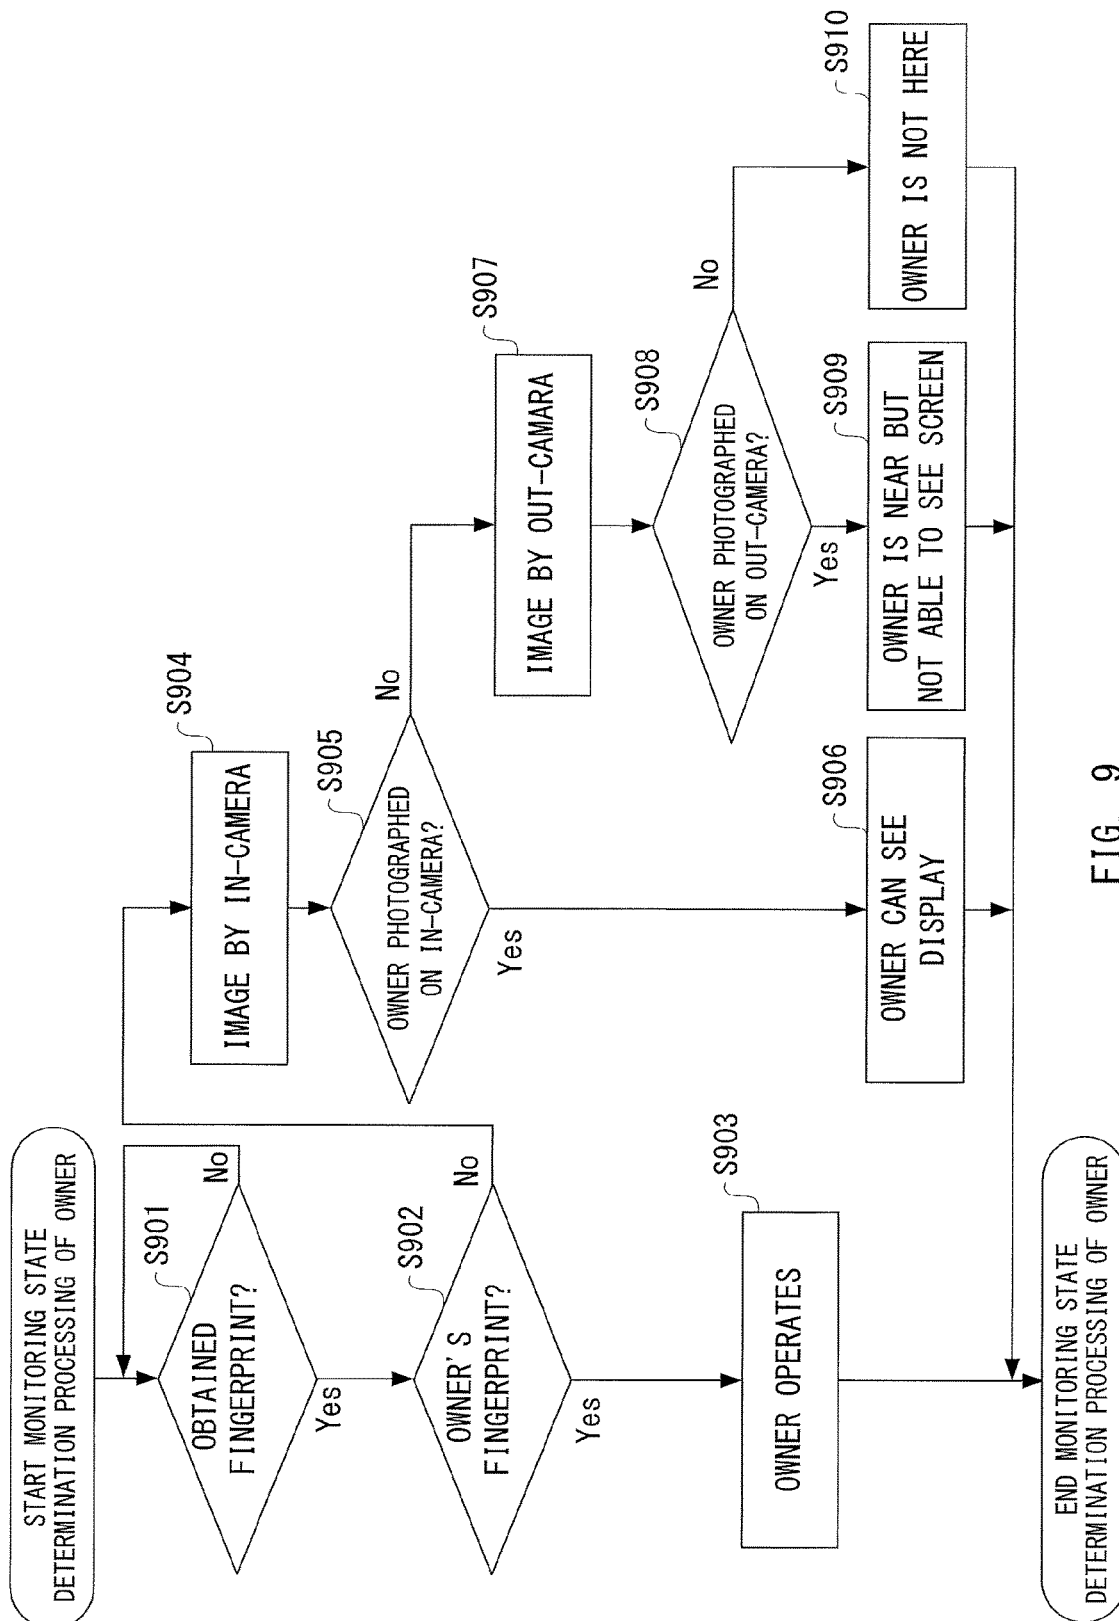 START MONITORING STATE
DETERMINATION PROCESSING OF OWNER
S901
OBTAINED
FINGERPRINT?
No
Yes
S902
OWNER'S
FINGERPRINT?
No
Yes
S903
OWNER OPERATES
S904
IMAGE BY IN-CAMERA
S905
OWNER PHOTOGRAPHED
ON IN-CAMERA?
No
Yes
S906
OWNER CAN SEE
DISPLAY
S907
IMAGE BY OUT-CAMARA
S908
OWNER PHOTOGRAPHED
ON OUT-CAMERA?
No
Yes
S909
OWNER IS NEAR BUT
NOT ABLE TO SEE SCREEN
S910
OWNER IS NOT HERE
END MONITORING STATE
DETERMINATION PROCESSING OF OWNER
FIG. 9